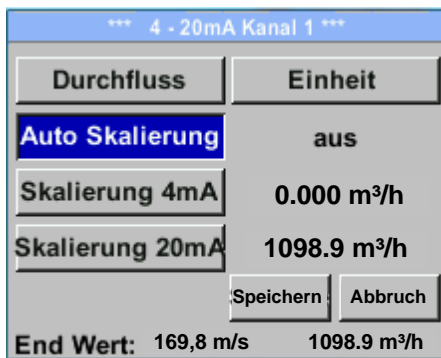 *** 4 - 20mA Kanal 1 ***
Durchfluss Einheit
Auto Skalierung aus
Skalierung 4mA 0.000 m³/h
Skalierung 20mA 1098.9 m³/h
Speichern Abbruch
End Wert: 169,8 m/s 1098.9 m³/h